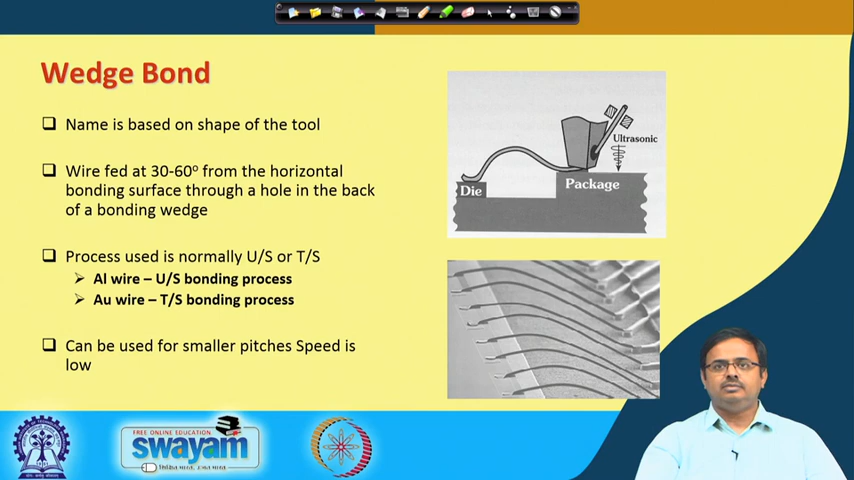 Wedge Bond
❑ Name is based on shape of the tool
❑ Wire fed at 30-60⁰ from the horizontal
bonding surface through a hole in the back
of a bonding wedge
❑ Process used is normally U/S or T/S
➢ Al wire – U/S bonding process
➢ Au wire – T/S bonding process
❑ Can be used for smaller pitches Speed is
low
Ultrasonic
Die
Package
FREE ONLINE EDUCATION
swayam